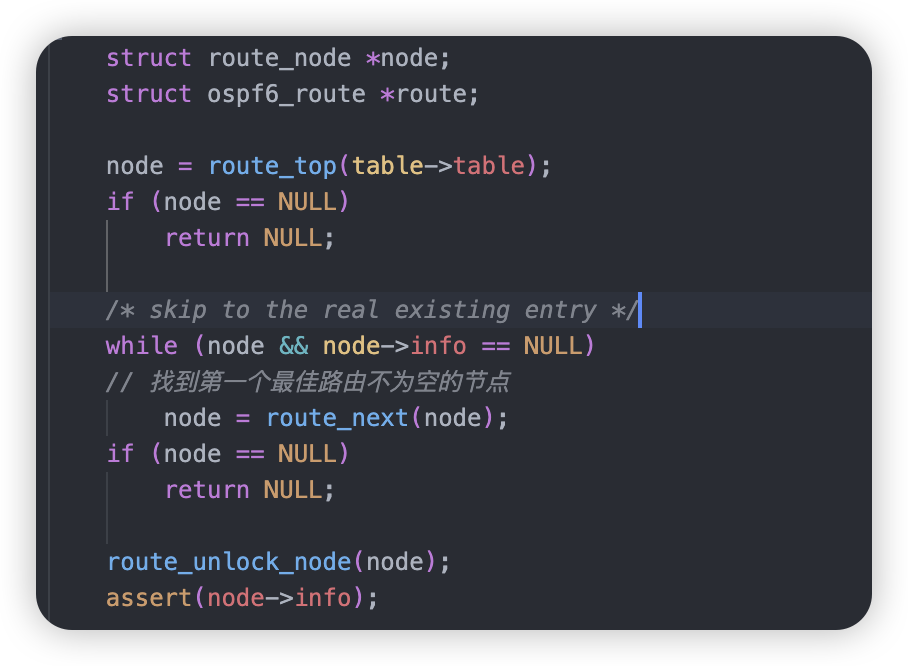 struct route_node *node;
struct ospf6_route *route;
node = route_top(table->table);
if (node == NULL)
return NULL;
/* skip to the real existing entry */
while (node && node->info == NULL)
// 找到第一个最佳路由不为空的节点
node = route_next(node);
if (node == NULL)
return NULL;
route_unlock_node(node);
assert(node->info);